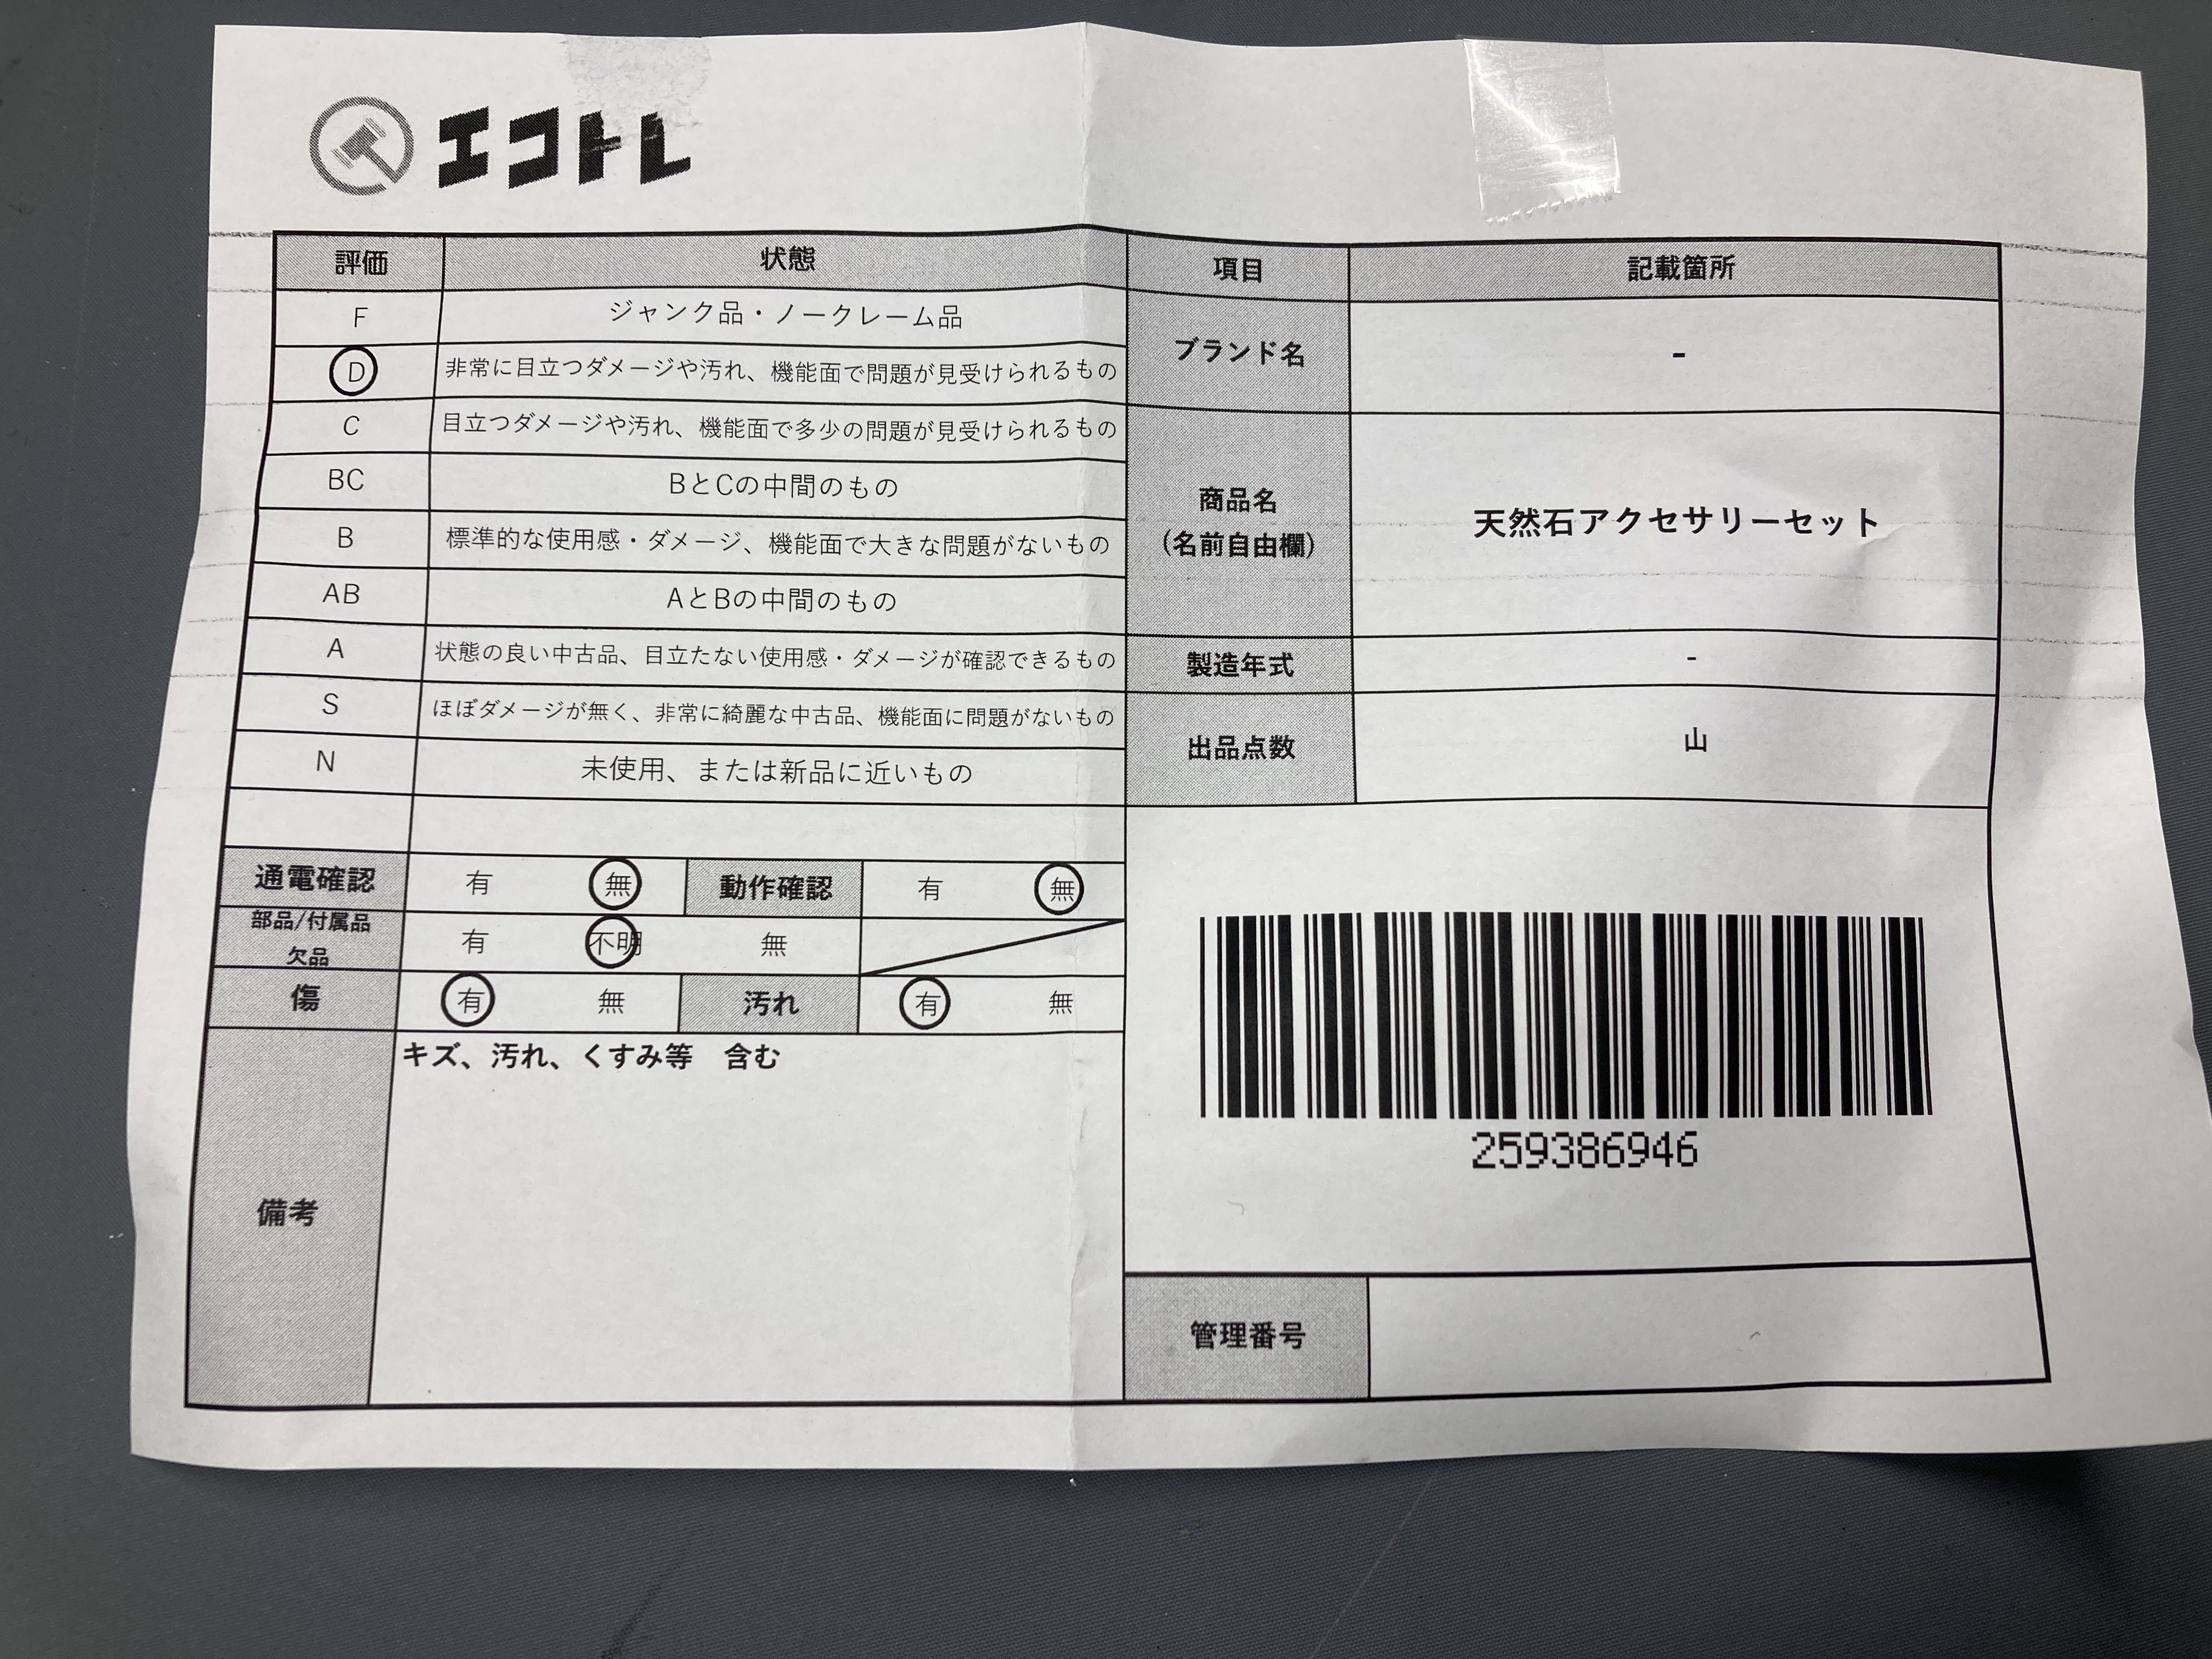 エコトレ
評価 状態
F ジャンク品・ノークレーム品
D 非常に目立つダメージや汚れ、機能面で問題が見受けられるもの
C 目立つダメージや汚れ、機能面で多少の問題が見受けられるもの
BC BとCの中間のもの
B 標準的な使用感・ダメージ、機能面で大きな問題がないもの
AB AとBの中間のもの
A 状態の良い中古品、目立たない使用感・ダメージが確認できるもの
S ほぼダメージが無く、非常に綺麗な中古品、機能面に問題がないもの
N 未使用、または新品に近いもの
通電確認 有 無 動作確認 有 無
部品/付属品
欠品 有 不明 無
傷 有 無 汚れ 有 無
備考 キズ、汚れ、くすみ等 含む
項目 記載箇所
ブランド名 -
商品名
(名前自由欄) 天然石アクセサリーセット
製造年式 -
出品点数 山
259386946
管理番号